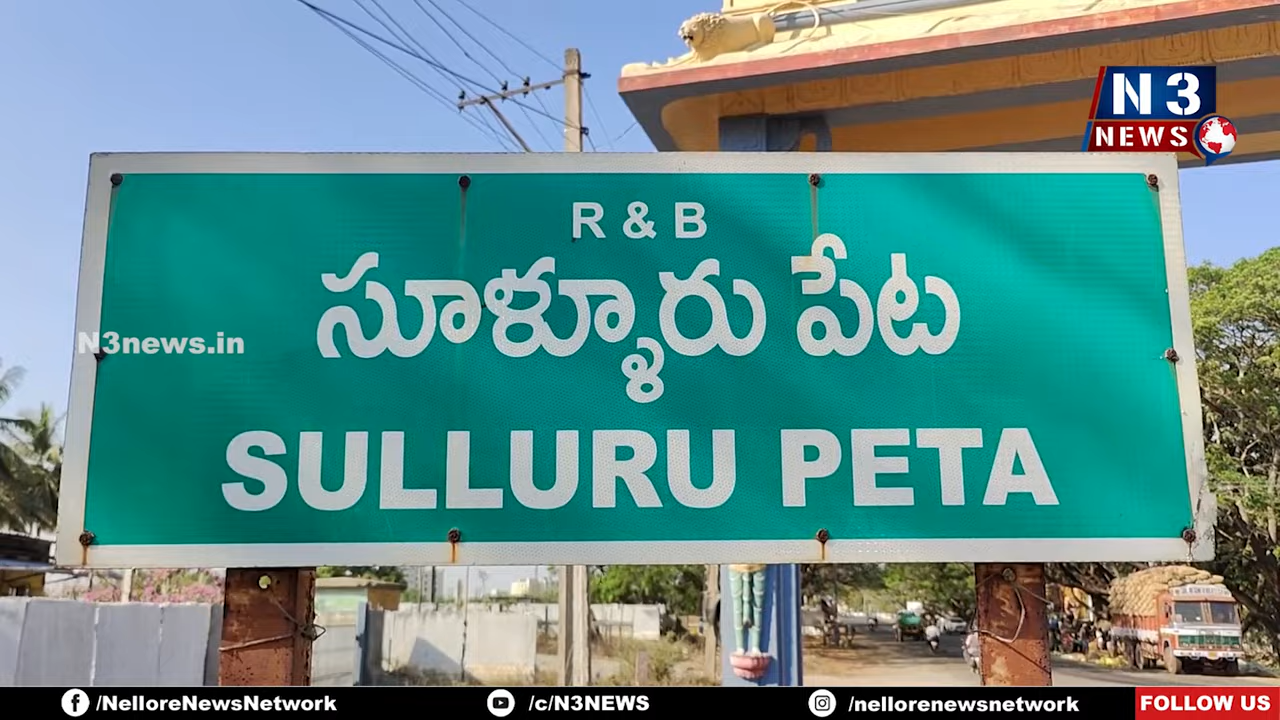 N3
NEWS
R & B
సూళ్ళూరు పేట
N3news.in
SULLURU PETA
/NelloreNewsNetwork
/c/N3NEWS
/nellorenewsnetwork
FOLLOW US